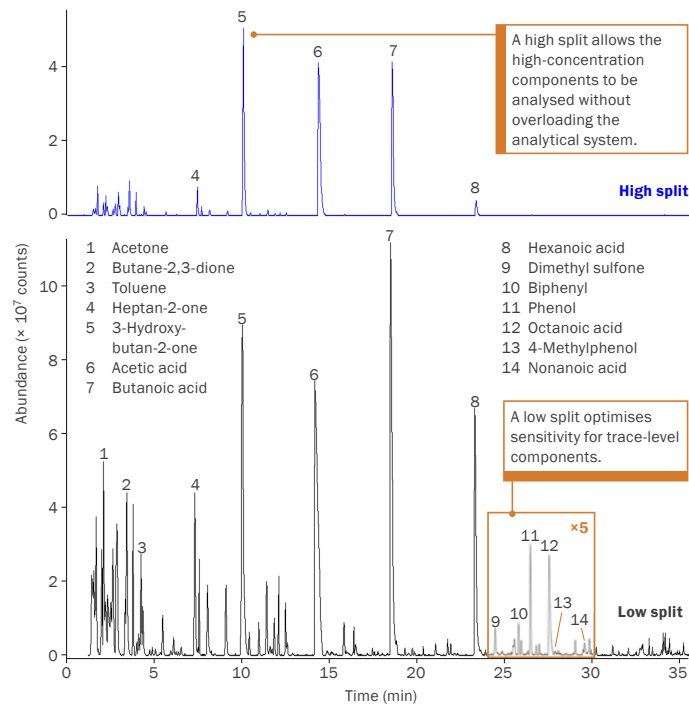 5
A high split allows the
high-concentration
components to be
analysed without
overloading the
analytical system.
6
7
4
8
High split
4
2
0
Abundance (× 10⁷ counts)
1 Acetone
2 Butane-2,3-dione
3 Toluene
4 Heptan-2-one
5 3-Hydroxy-
butan-2-one
6 Acetic acid
7 Butanoic acid
8 Hexanoic acid
9 Dimethyl sulfone
10 Biphenyl
11 Phenol
12 Octanoic acid
13 4-Methylphenol
14 Nonanoic acid
A low split optimises
sensitivity for trace-level
components.
7
5
6
8
1
2
4
3
×5
11
12
13
10
9
14
Low split
10
8
6
4
2
0
0 5 10 15 20 25 30 35
Time (min)